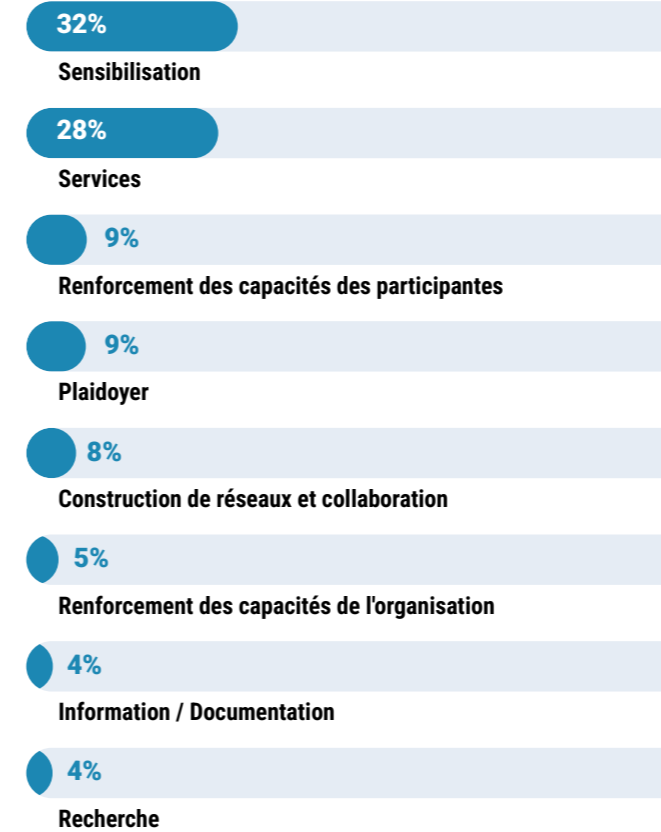 32%
Sensibilisation
28%
Services
9%
Renforcement des capacités des participantes
9%
Plaidoyer
8%
Construction de réseaux et collaboration
5%
Renforcement des capacités de l'organisation
4%
Information / Documentation
4%
Recherche